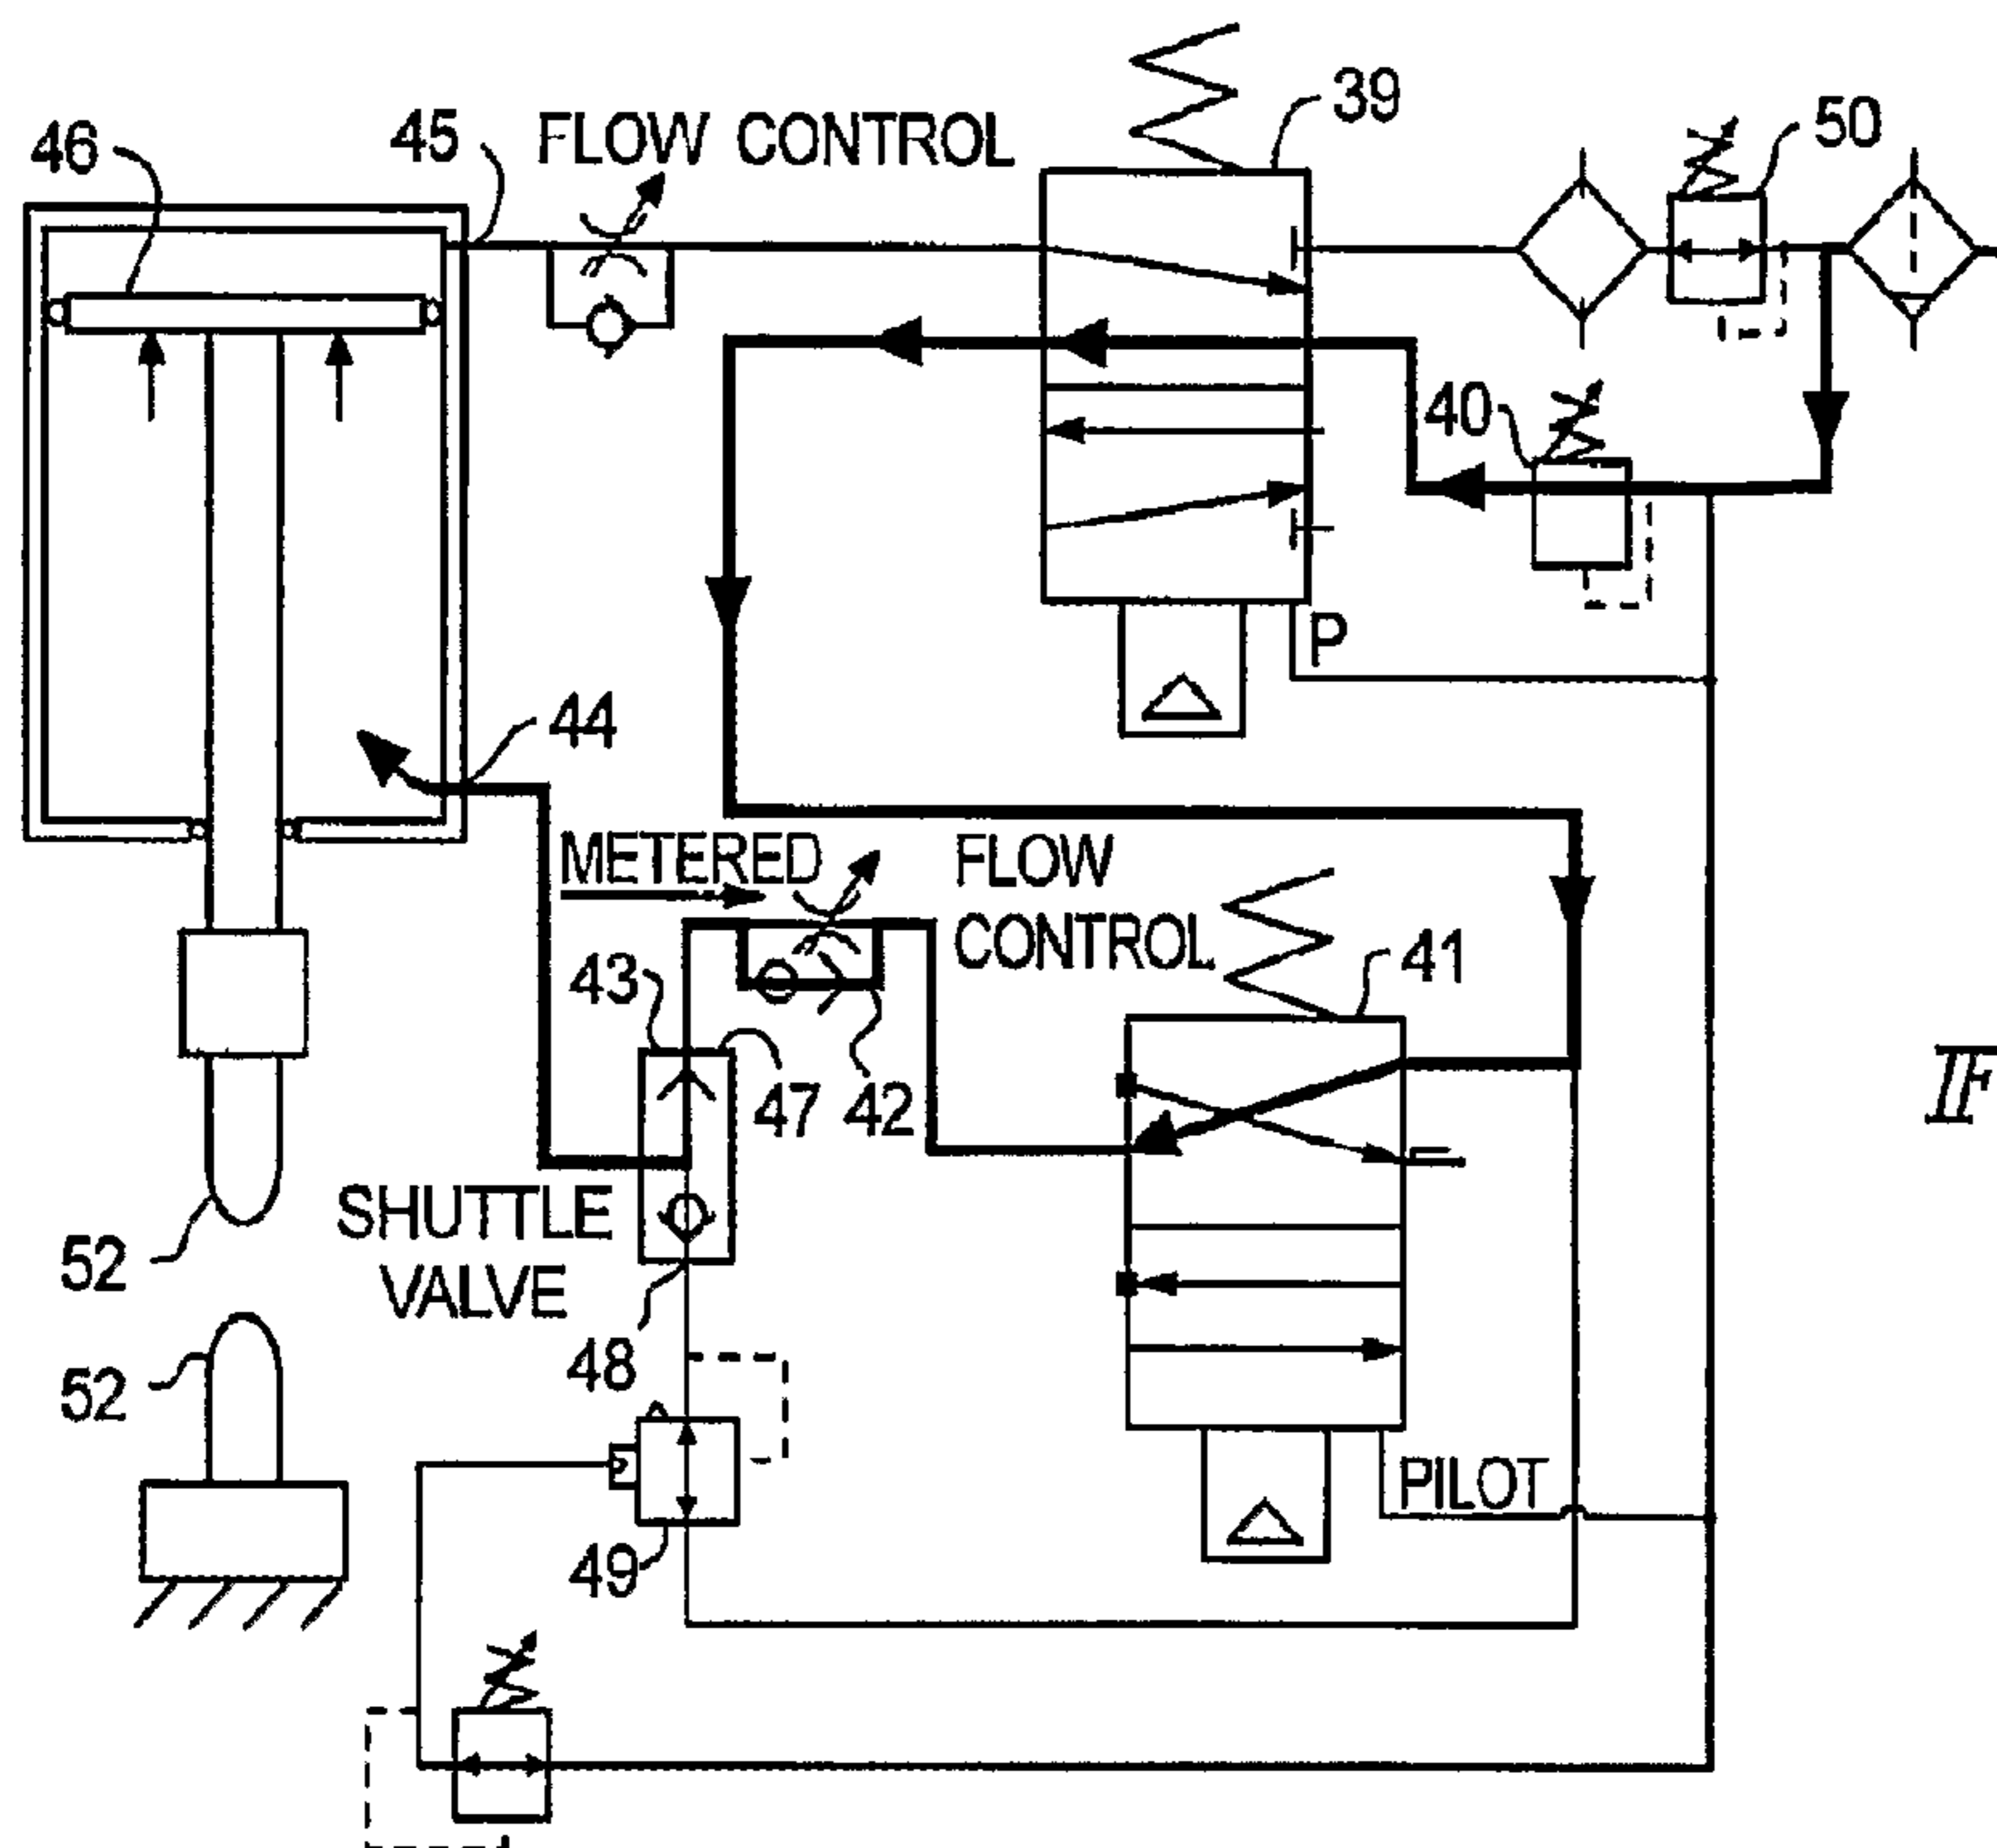 39
50
46
45
FLOW CONTROL
40
P
44
METERED
FLOW
CONTROL
41
43
47
42
SHUTTLE
VALVE
52
48
52
PILOT
49